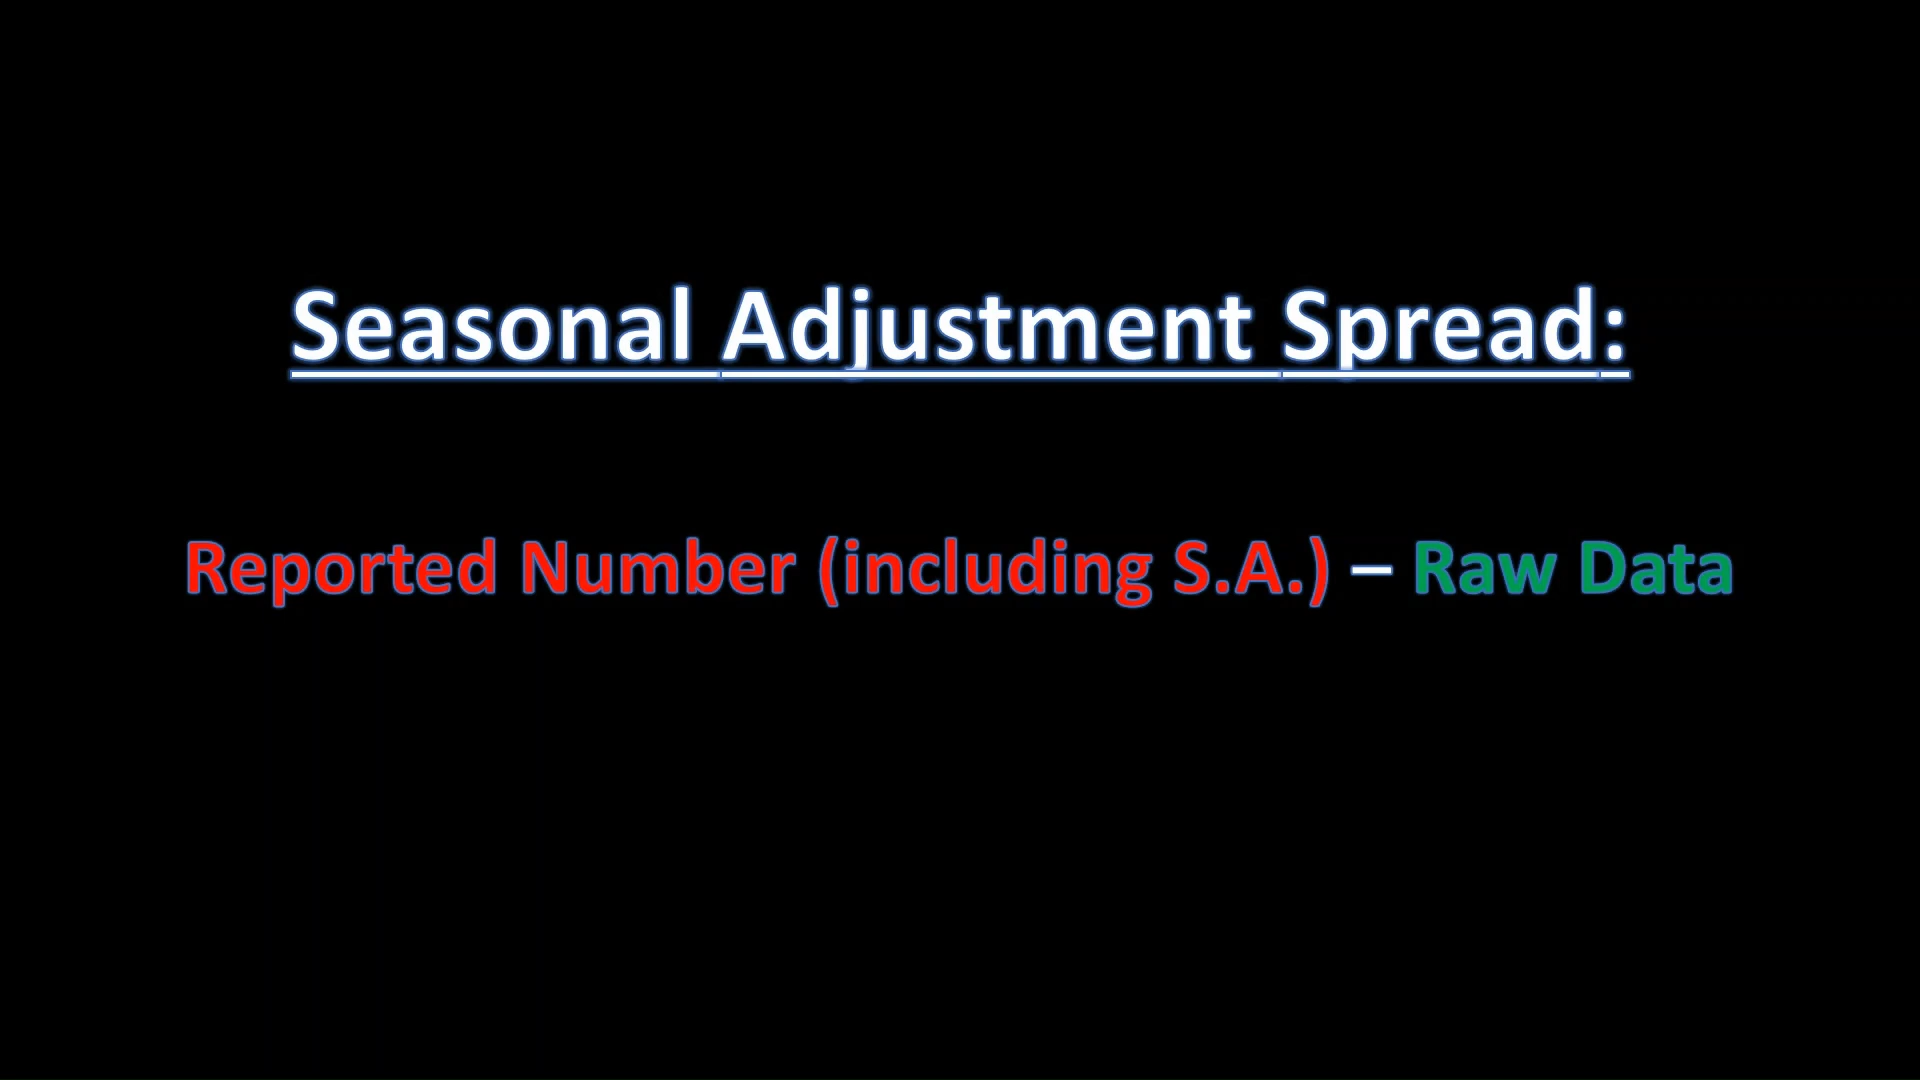 Seasonal Adjustment Spread:
Reported Number (including S.A.) – Raw Data